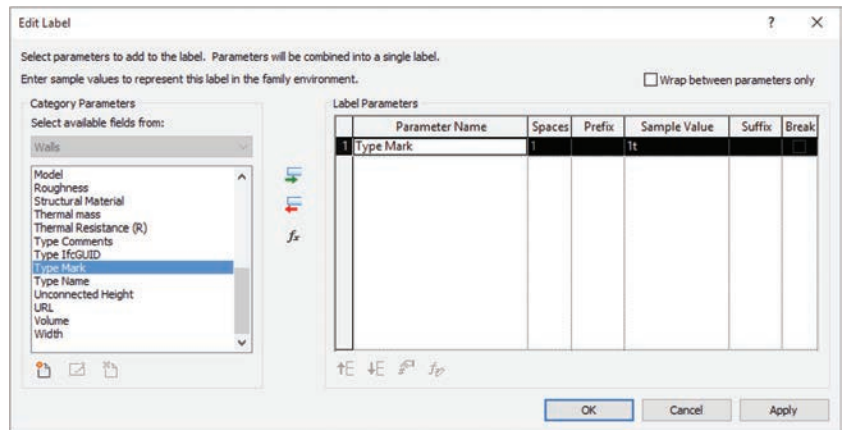 Edit Label
? ×
Select parameters to add to the label. Parameters will be combined into a single label.
Enter sample values to represent this label in the family environment.
Wrap between parameters only
Category Parameters
Select available fields from:
Walls
Model
Roughness
Structural Material
Thermal mass
Thermal Resistance (R)
Type Comments
Type IfcGUID
Type Mark
Type Name
Unconnected Height
URL
Volume
Width
fx
Label Parameters
Parameter Name Spaces Prefix Sample Value Suffix Break
1 Type Mark 1 1t
OK Cancel Apply